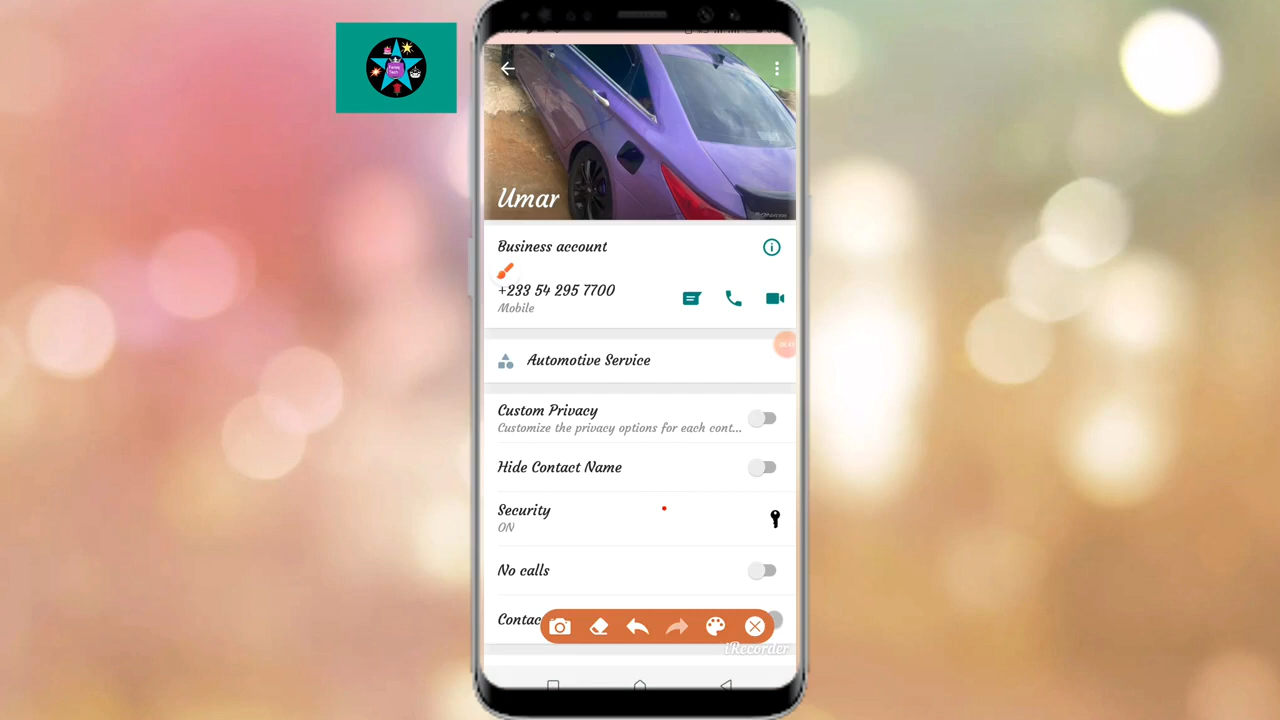 Umar
Business account
+233 54 295 7700
Mobile
Automotive Service
Custom Privacy
Customize the privacy options for each cont...
Hide Contact Name
Security
ON
No calls
Contac
iRecorder